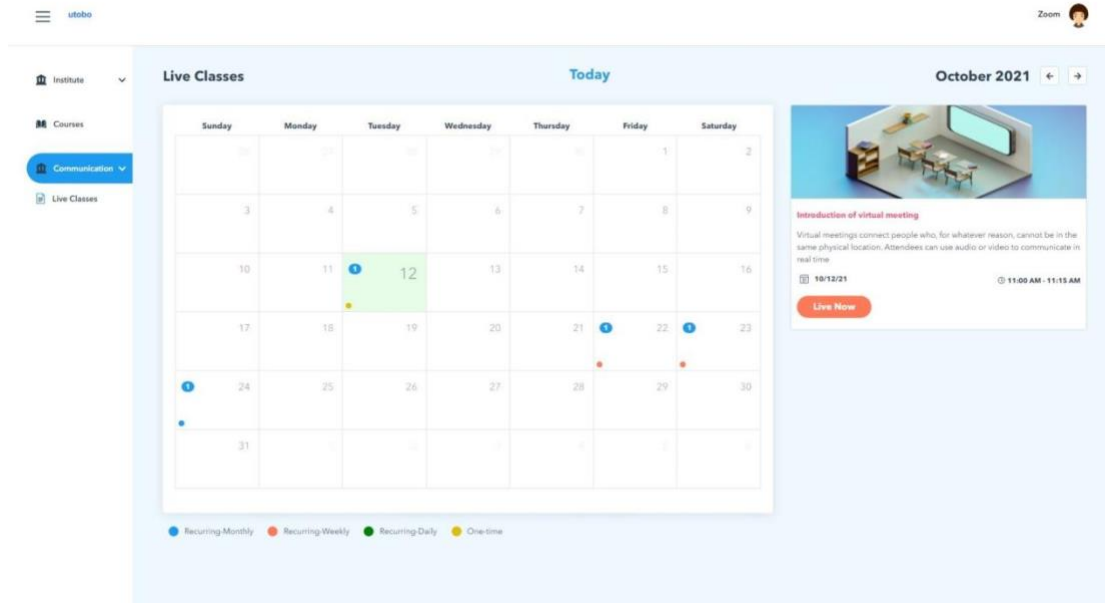 utobo
Zoom
Institute
Courses
Communication
Live Classes
Live Classes
Today
October 2021
Sunday Monday Tuesday Wednesday Thursday Friday Saturday
1 2
3 4 5 6 7 8 9
10 11 1 12 13 14 15 16
17 18 19 20 21 1 22 1 23
1 24 25 26 27 28 29 30
31
Recurring-Monthly Recurring-Weekly Recurring-Daily One-time
Introduction of virtual meeting
Virtual meetings connect people who, for whatever reason, cannot be in the
same physical location. Attendees can use audio or video to communicate in
real time
10/12/21 11:00 AM - 11:15 AM
Live Now